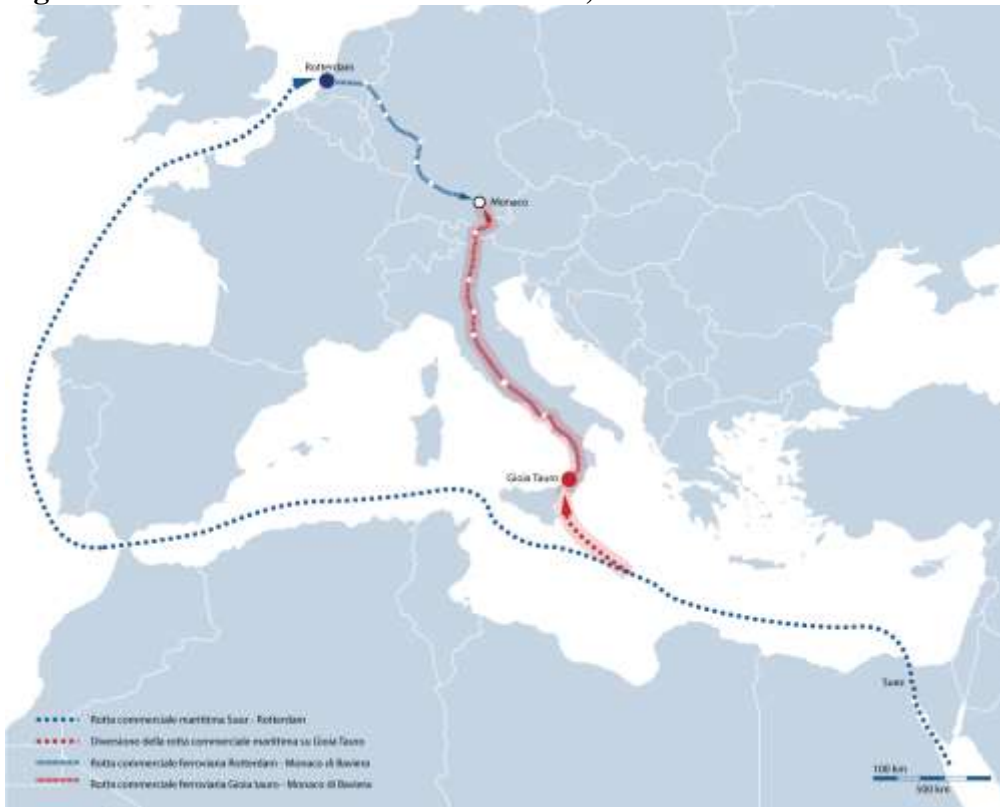 Rotterdam
Monaco
Gioia Tauro
Suez
Rotta commerciale marittima Suez - Rotterdam
Diversione della rotta commerciale marittima su Gioia Tauro
Rotta commerciale ferroviaria Rotterdam - Monaco di Baviera
Rotta commerciale ferroviaria Gioia tauro - Monaco di Baviera
100 km
500 km